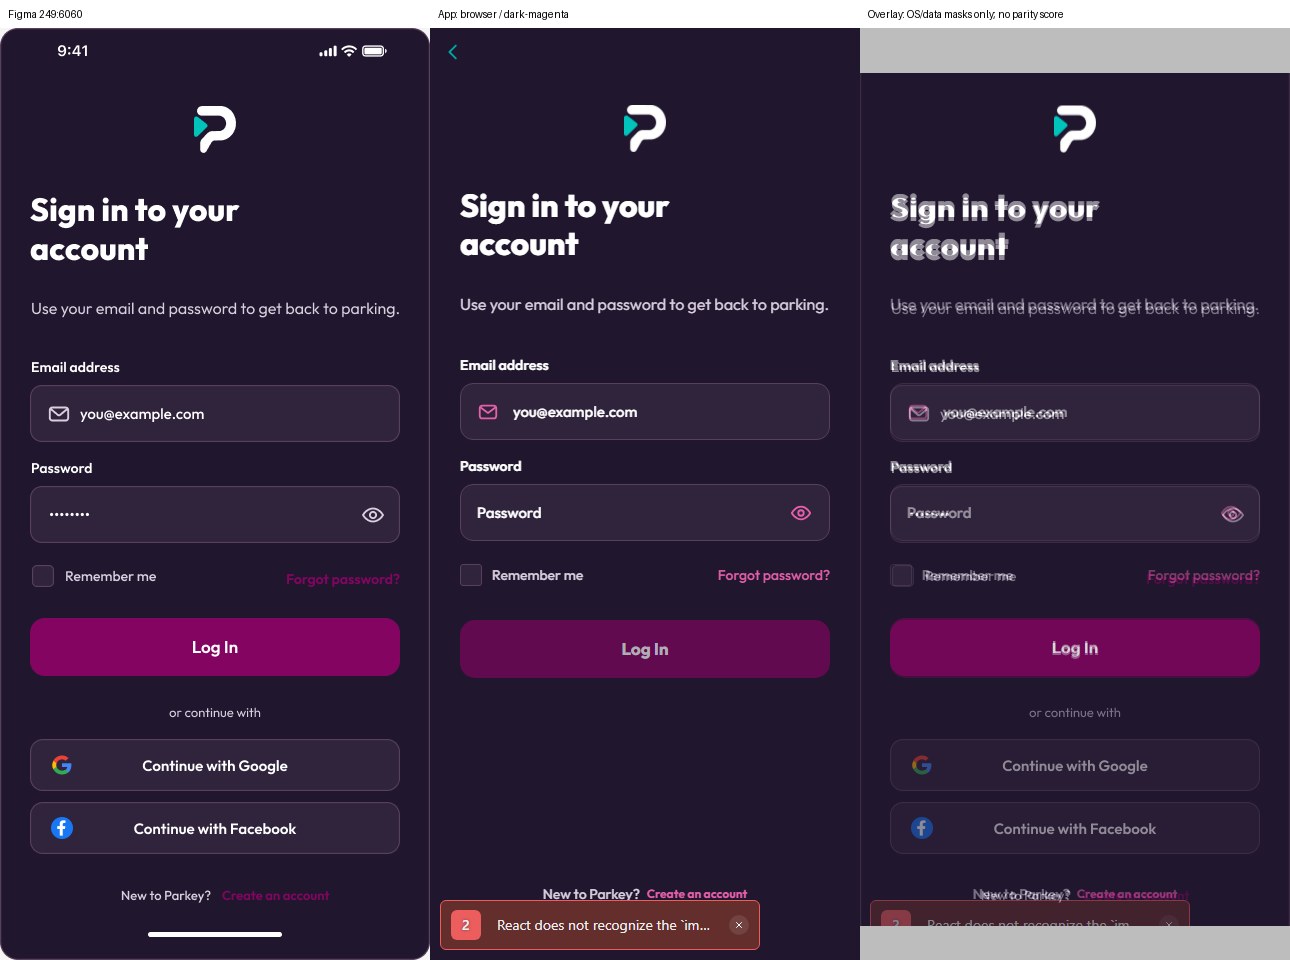 Figma 249:6060
9:41
Sign in to your
account
Use your email and password to get back to parking.
Email address
you@example.com
Password
••••••••
Remember me
Forgot password?
Log In
or continue with
Continue with Google
Continue with Facebook
New to Parkey? Create an account
App: browser / dark-magenta
Sign in to your
account
Use your email and password to get back to parking.
Email address
you@example.com
Password
Password
Remember me
Forgot password?
Log In
New to Parkey? Create an account
2 React does not recognize the `im...
Overlay: OS/data masks only; no parity score
Sign in to your
account
Use your email and password to get back to parking.
Email address
you@example.com
Password
Password
Remember me
Forgot password?
Log In
or continue with
Continue with Google
Continue with Facebook
New to Parkey? Create an account
2 React does not recognize the `im...